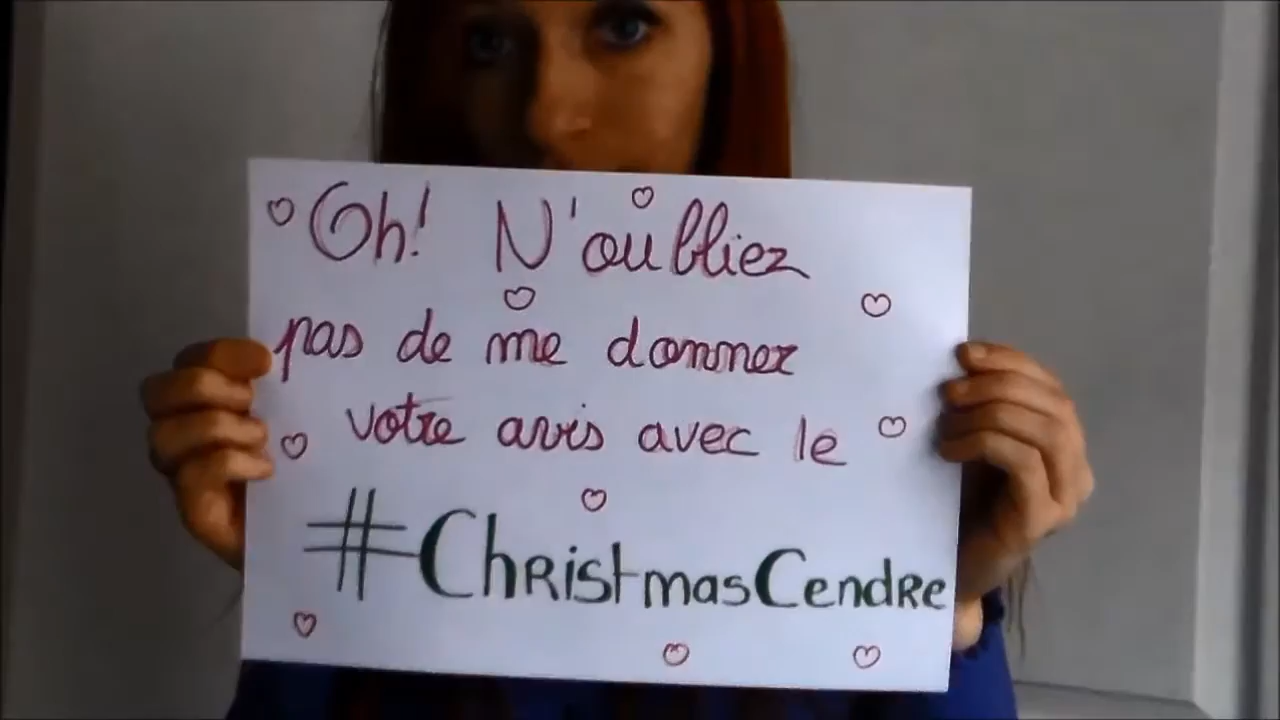 Oh! N'oubliez
pas de me donner
votre avis avec le
#ChristmasCendre